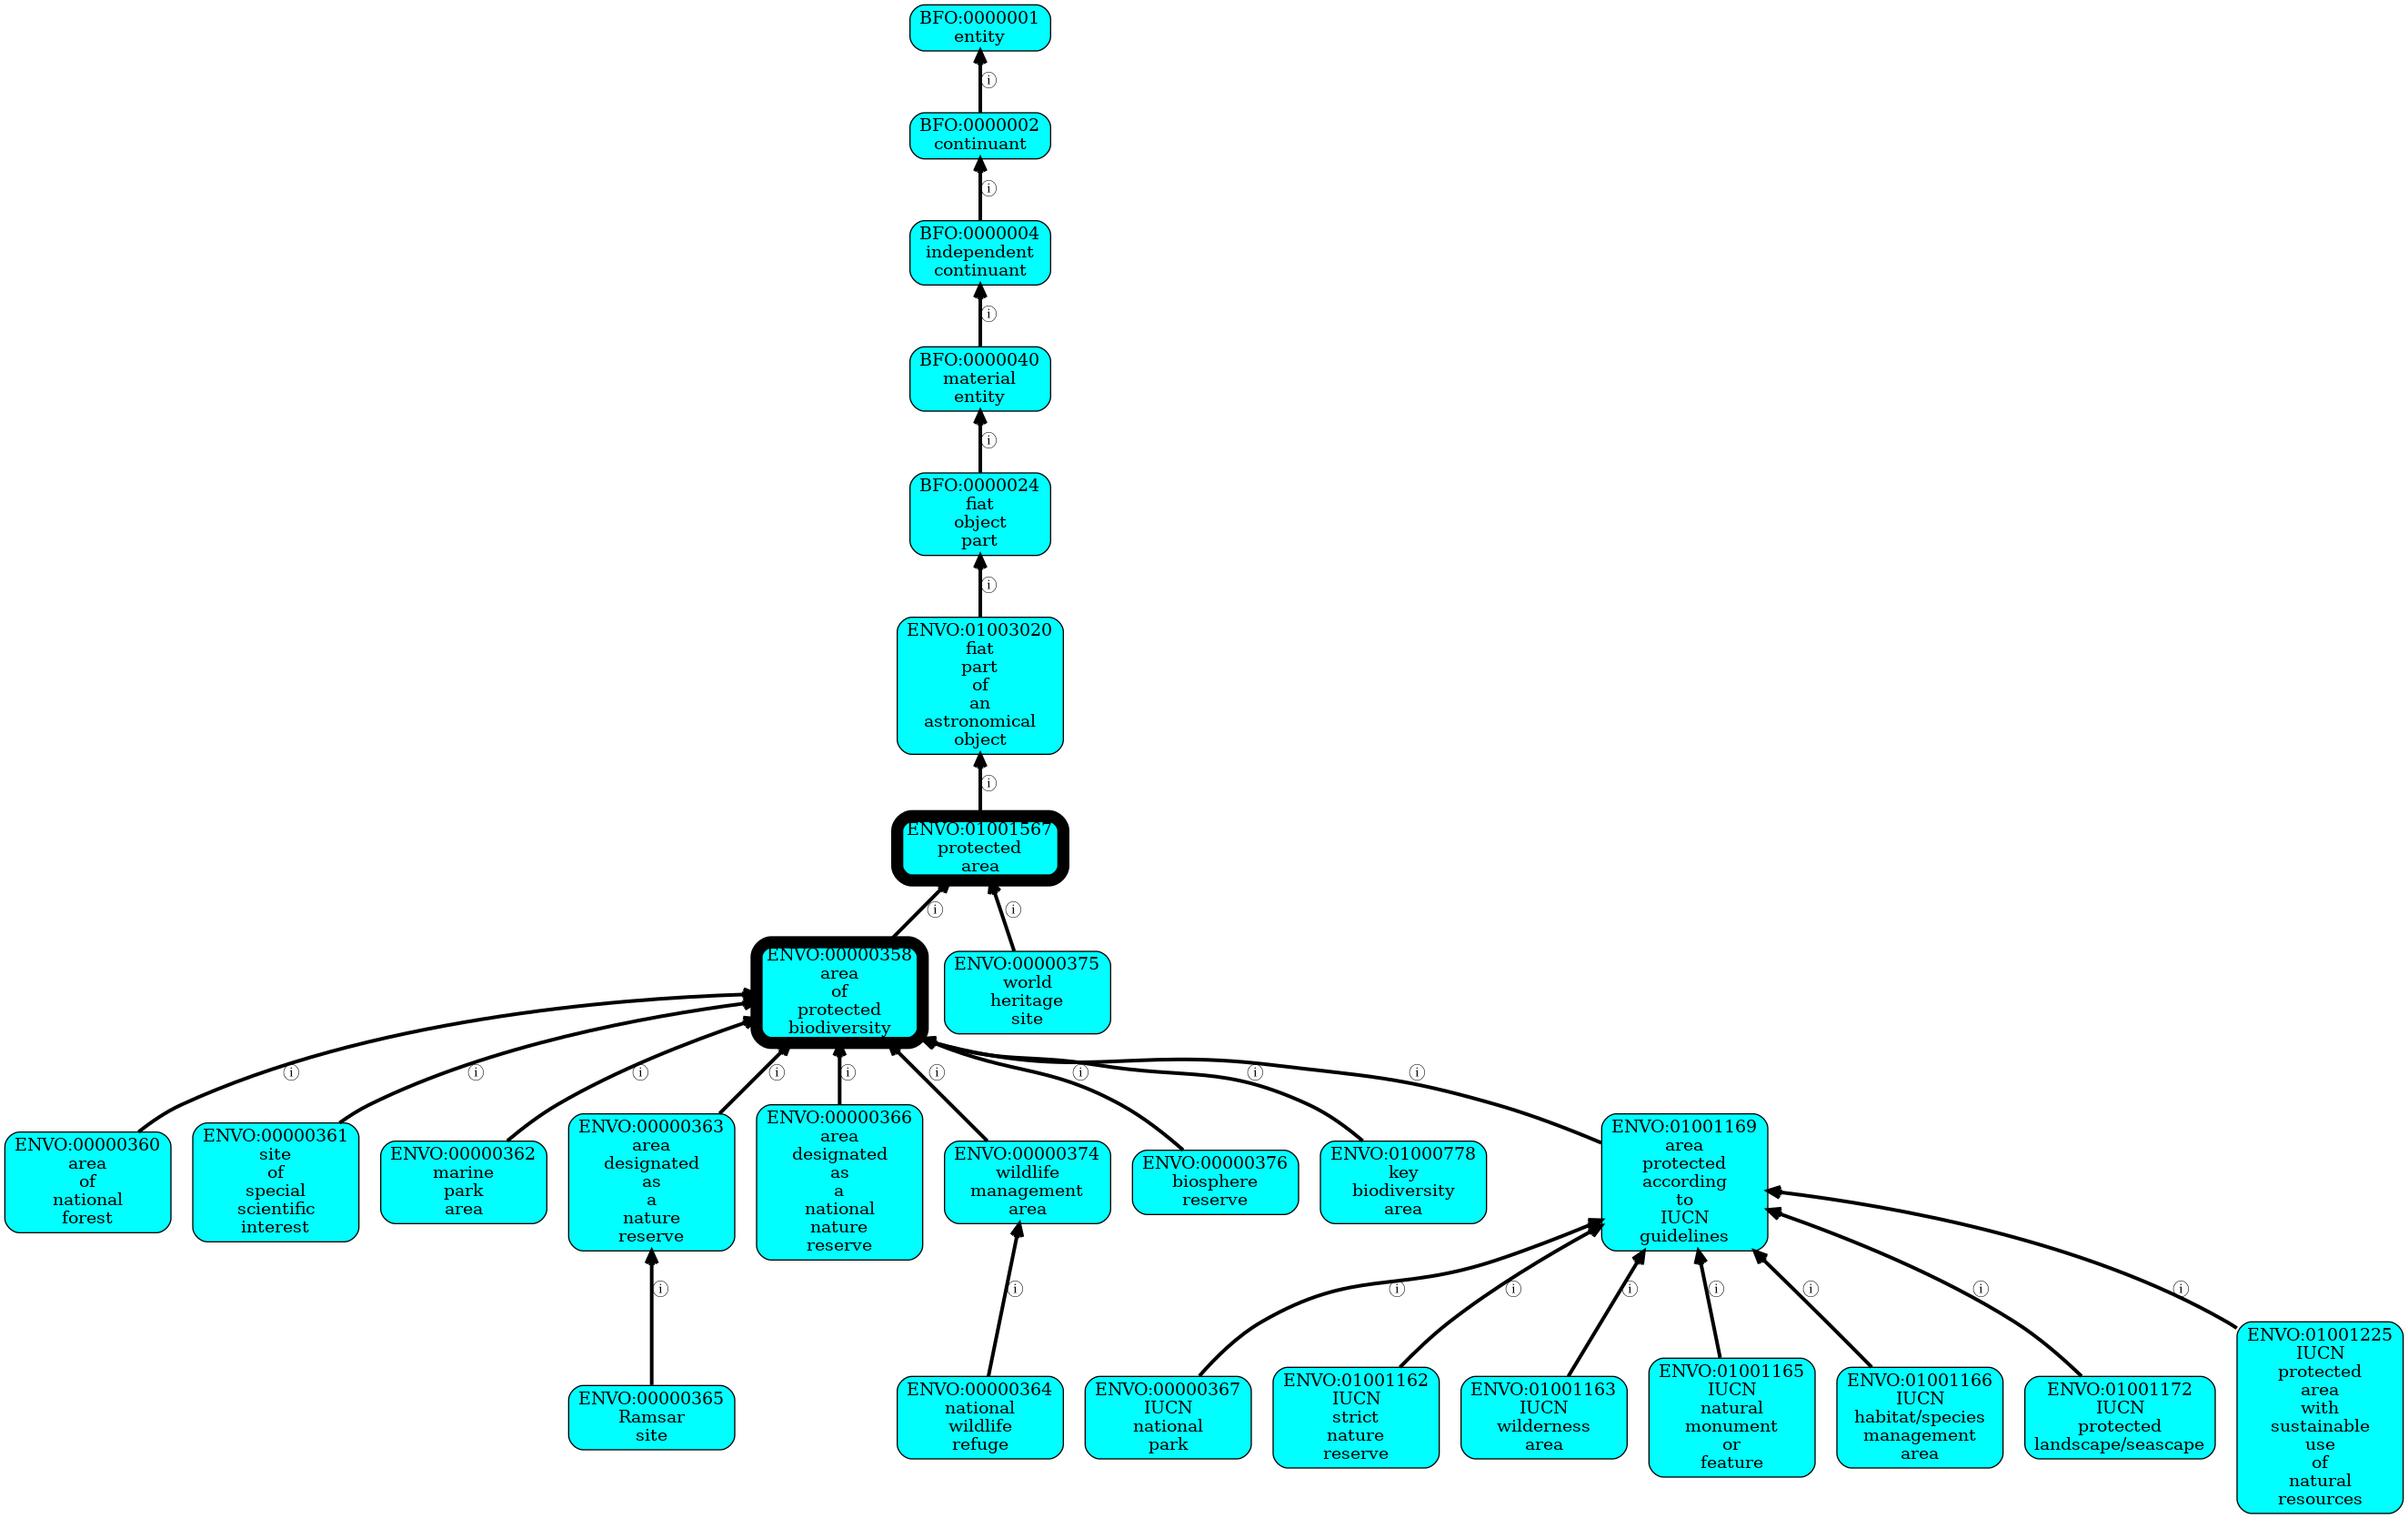 BFO:0000001
entity
ⓘ
BFO:0000002
continuant
ⓘ
BFO:0000004
independent
continuant
ⓘ
BFO:0000040
material
entity
ⓘ
BFO:0000024
fiat
object
part
ⓘ
ENVO:01003020
fiat
part
of
an
astronomical
object
ⓘ
ENVO:01001567
protected
area
ⓘ
ⓘ
ENVO:00000358
area
of
protected
biodiversity
ENVO:00000375
world
heritage
site
ⓘ
ⓘ
ⓘ
ⓘ
ⓘ
ⓘ
ⓘ
ⓘ
ⓘ
ENVO:00000360
area
of
national
forest
ENVO:00000361
site
of
special
scientific
interest
ENVO:00000362
marine
park
area
ENVO:00000363
area
designated
as
a
nature
reserve
ENVO:00000366
area
designated
as
a
national
nature
reserve
ENVO:00000374
wildlife
management
area
ENVO:00000376
biosphere
reserve
ENVO:01000778
key
biodiversity
area
ENVO:01001169
area
protected
according
to
IUCN
guidelines
ⓘ
ⓘ
ⓘ
ⓘ
ⓘ
ⓘ
ⓘ
ⓘ
ⓘ
ENVO:00000365
Ramsar
site
ENVO:00000364
national
wildlife
refuge
ENVO:00000367
IUCN
national
park
ENVO:01001162
IUCN
strict
nature
reserve
ENVO:01001163
IUCN
wilderness
area
ENVO:01001165
IUCN
natural
monument
or
feature
ENVO:01001166
IUCN
habitat/species
management
area
ENVO:01001172
IUCN
protected
landscape/seascape
ENVO:01001225
IUCN
protected
area
with
sustainable
use
of
natural
resources